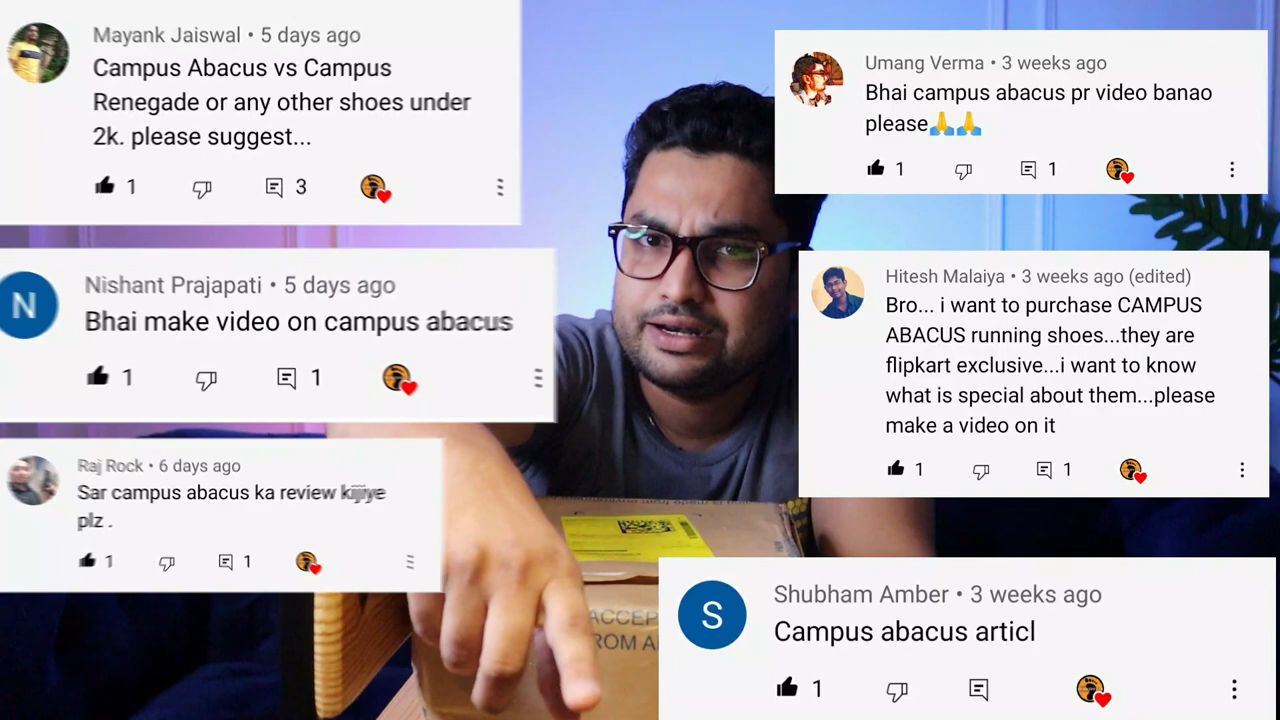 Mayank Jaiswal • 5 days ago
Campus Abacus vs Campus
Renegade or any other shoes under
2k. please suggest...
1
3
Nishant Prajapati • 5 days ago
N
Bhai make video on campus abacus
1
1
Raj Rock • 6 days ago
Sar campus abacus ka review kijiye
plz .
1
1
Umang Verma • 3 weeks ago
Bhai campus abacus pr video banao
please🙏🙏
1
1
Hitesh Malaiya • 3 weeks ago (edited)
Bro... i want to purchase CAMPUS
ABACUS running shoes...they are
flipkart exclusive...i want to know
what is special about them...please
make a video on it
1
1
ACCEP
ROM A
Shubham Amber • 3 weeks ago
S
Campus abacus articl
1